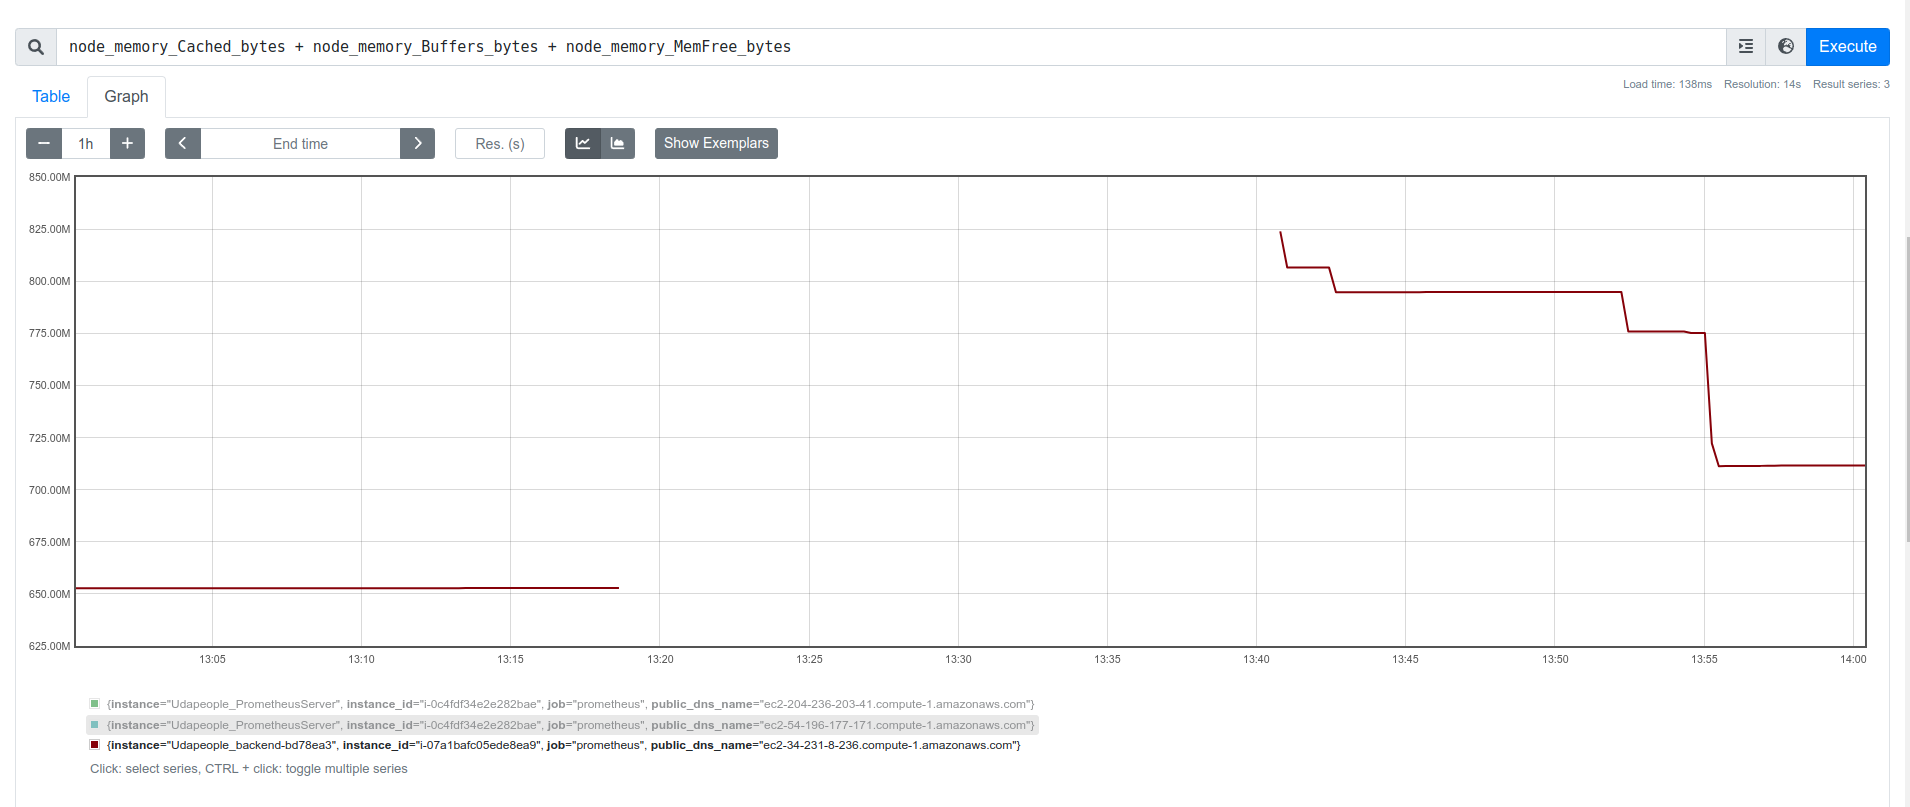 node_memory_Cached_bytes + node_memory_Buffers_bytes + node_memory_MemFree_bytes
Execute
Table
Graph
Load time: 138ms Resolution: 14s Result series: 3
1h
End time
Res. (s)
Show Exemplars
850.00M
825.00M
800.00M
775.00M
750.00M
725.00M
700.00M
675.00M
650.00M
625.00M
13:05 13:10 13:15 13:20 13:25 13:30 13:35 13:40 13:45 13:50 13:55 14:00
{instance="Udapeople_PrometheusServer", instance_id="i-0c4fdf34e2e282bae", job="prometheus", public_dns_name="ec2-204-236-203-41.compute-1.amazonaws.com"}
{instance="Udapeople_PrometheusServer", instance_id="i-0c4fdf34e2e282bae", job="prometheus", public_dns_name="ec2-54-196-177-171.compute-1.amazonaws.com"}
{instance="Udapeople_backend-bd78ea3", instance_id="i-07a1bafc05ede8ea9", job="prometheus", public_dns_name="ec2-34-231-8-236.compute-1.amazonaws.com"}
Click: select series, CTRL + click: toggle multiple series